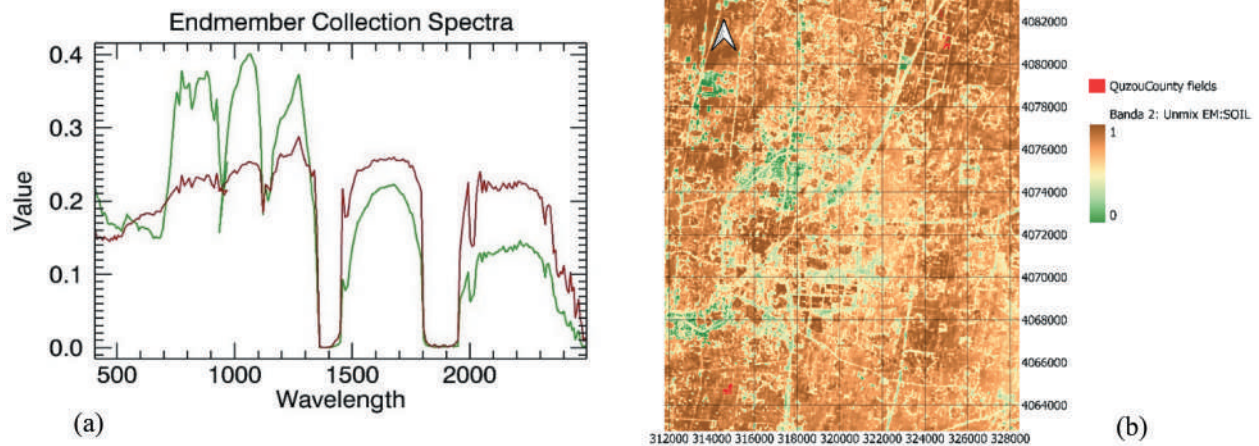 Endmember Collection Spectra
0.4
0.3
0.2
0.1
0.0
Value
500 1000 1500 2000
Wavelength
(a)
4082000
4080000
4078000
4076000
4074000
4072000
4070000
4068000
4066000
4064000
312000 314000 316000 318000 320000 322000 324000 326000 328000
QuzouCounty fields
Banda 2: Unmix EM:SOIL
1
0
(b)